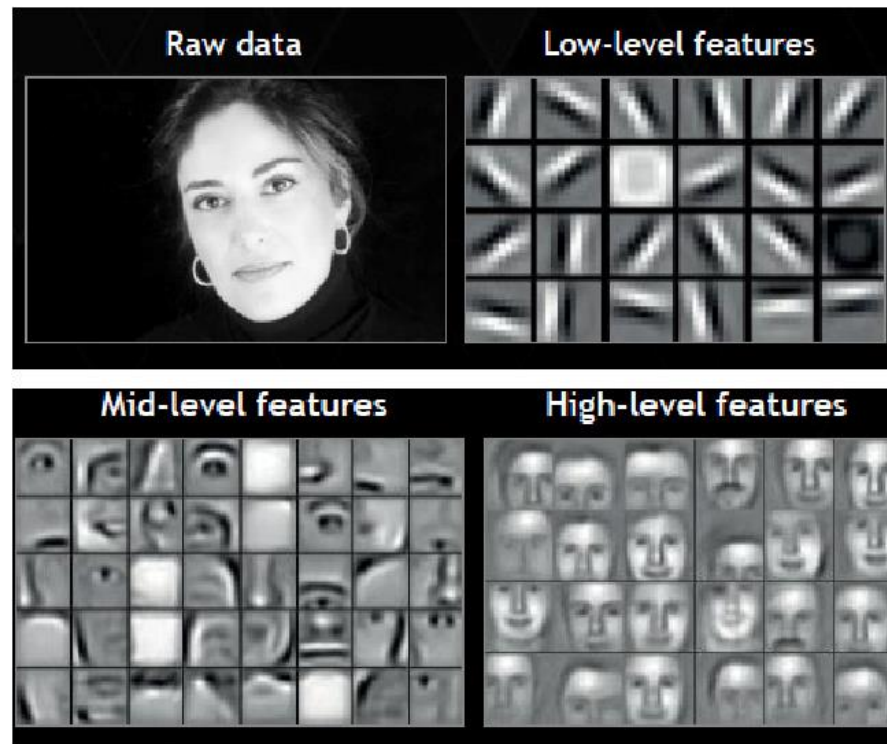 Raw data
Low-level features
Mid-level features
High-level features